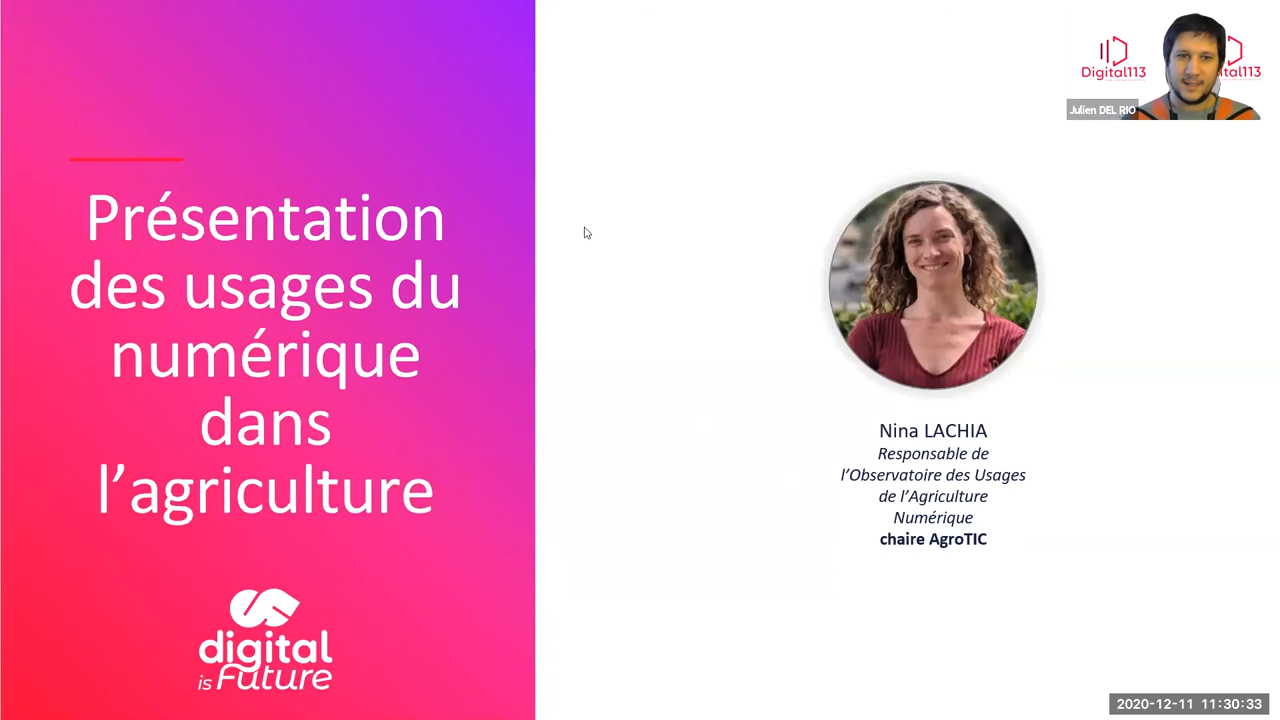 Présentation
des usages du
numérique
dans
l’agriculture
digital
is Future
Digital113
Julien DEL RIO
Nina LACHIA
Responsable de
l’Observatoire des Usages
de l’Agriculture
Numérique
chaire AgroTIC
2020-12-11 11:30:33